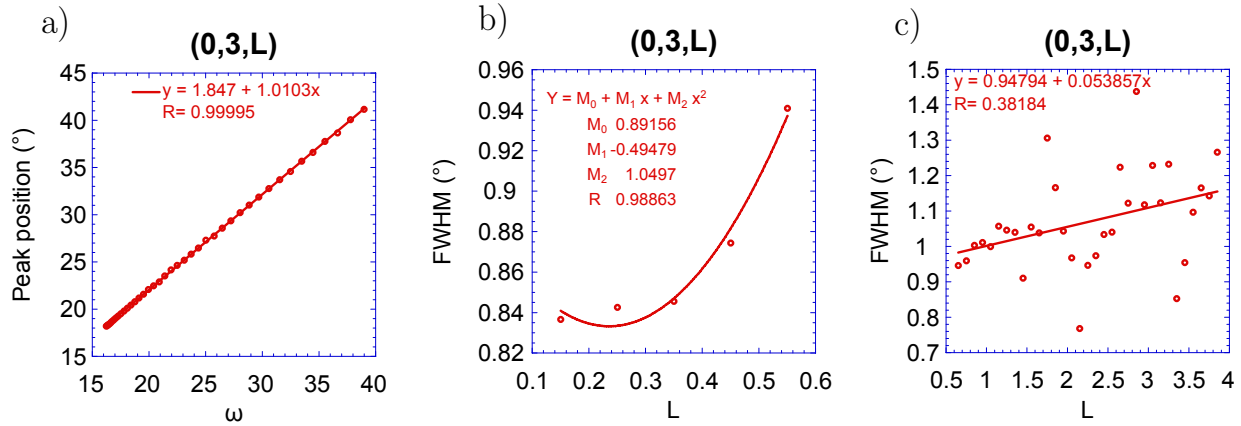 a)
(0,3,L)
y = 1.847 + 1.0103x
R= 0.99995
45
40
35
30
25
20
15
Peak position (°)
15 20 25 30 35 40
ω
b)
(0,3,L)
Y = M₀ + M₁ x + M₂ x²
M₀ 0.89156
M₁ -0.49479
M₂ 1.0497
R 0.98863
0.96
0.94
0.92
0.9
0.88
0.86
0.84
0.82
FWHM (°)
0.1 0.2 0.3 0.4 0.5 0.6
L
c)
(0,3,L)
y = 0.94794 + 0.053857x
R= 0.38184
1.5
1.4
1.3
1.2
1.1
1
0.9
0.8
0.7
FWHM (°)
0.5 1 1.5 2 2.5 3 3.5 4
L